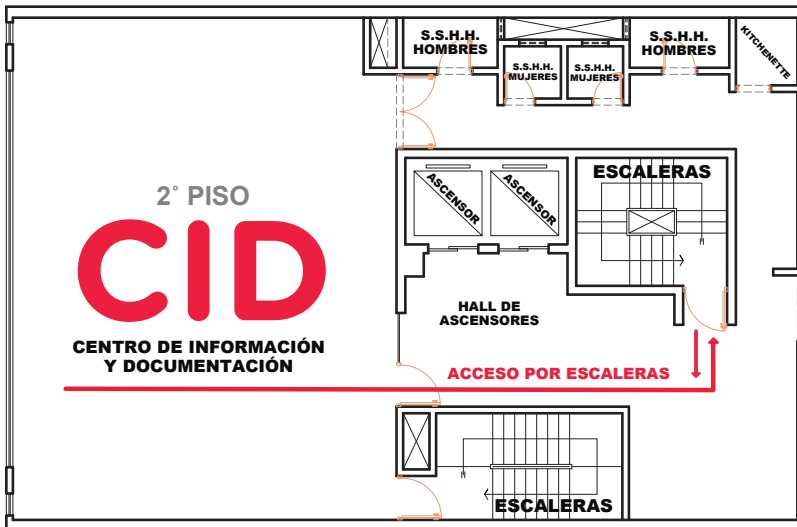 S.S.H.H.
HOMBRES
S.S.H.H.
MUJERES
S.S.H.H.
MUJERES
S.S.H.H.
HOMBRES
KITCHENETTE
2° PISO
CID
CENTRO DE INFORMACIÓN
Y DOCUMENTACIÓN
ASCENSOR
ASCENSOR
ESCALERAS
HALL DE
ASCENSORES
ACCESO POR ESCALERAS
ESCALERAS